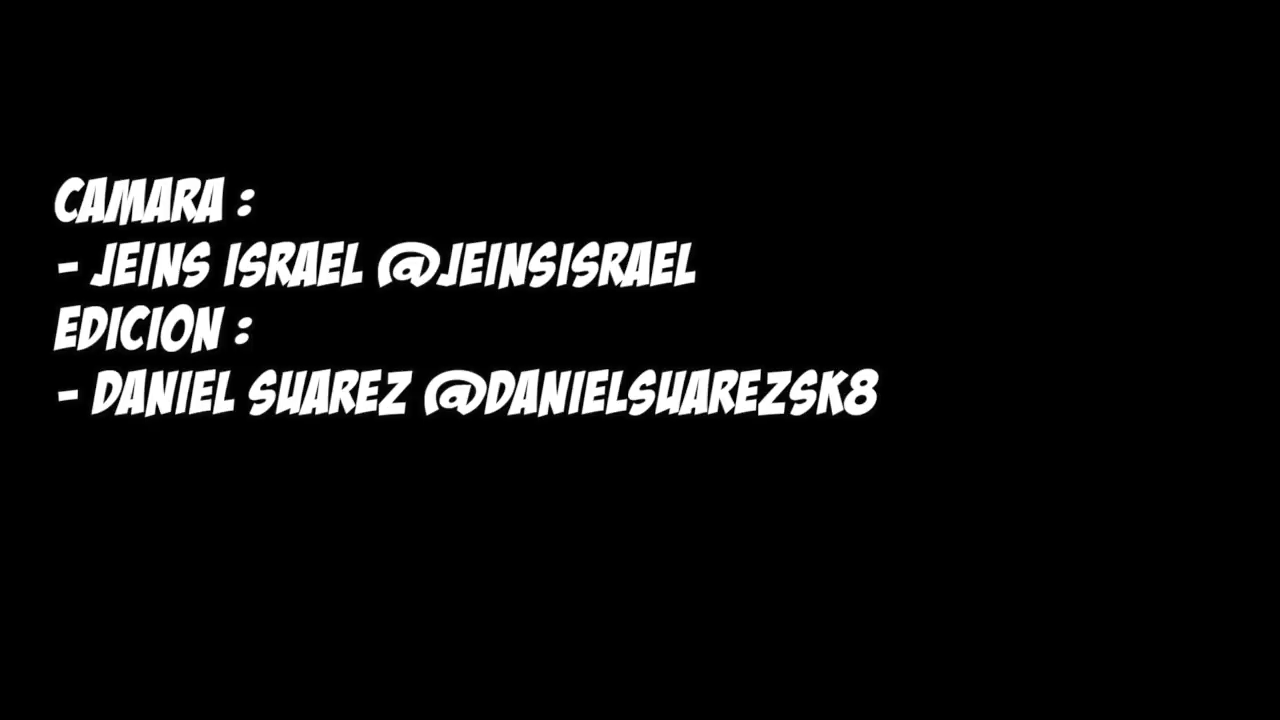 CAMARA :
- JEINS ISRAEL @JEINSISRAEL
EDICION :
- DANIEL SUAREZ @DANIELSUAREZSK8